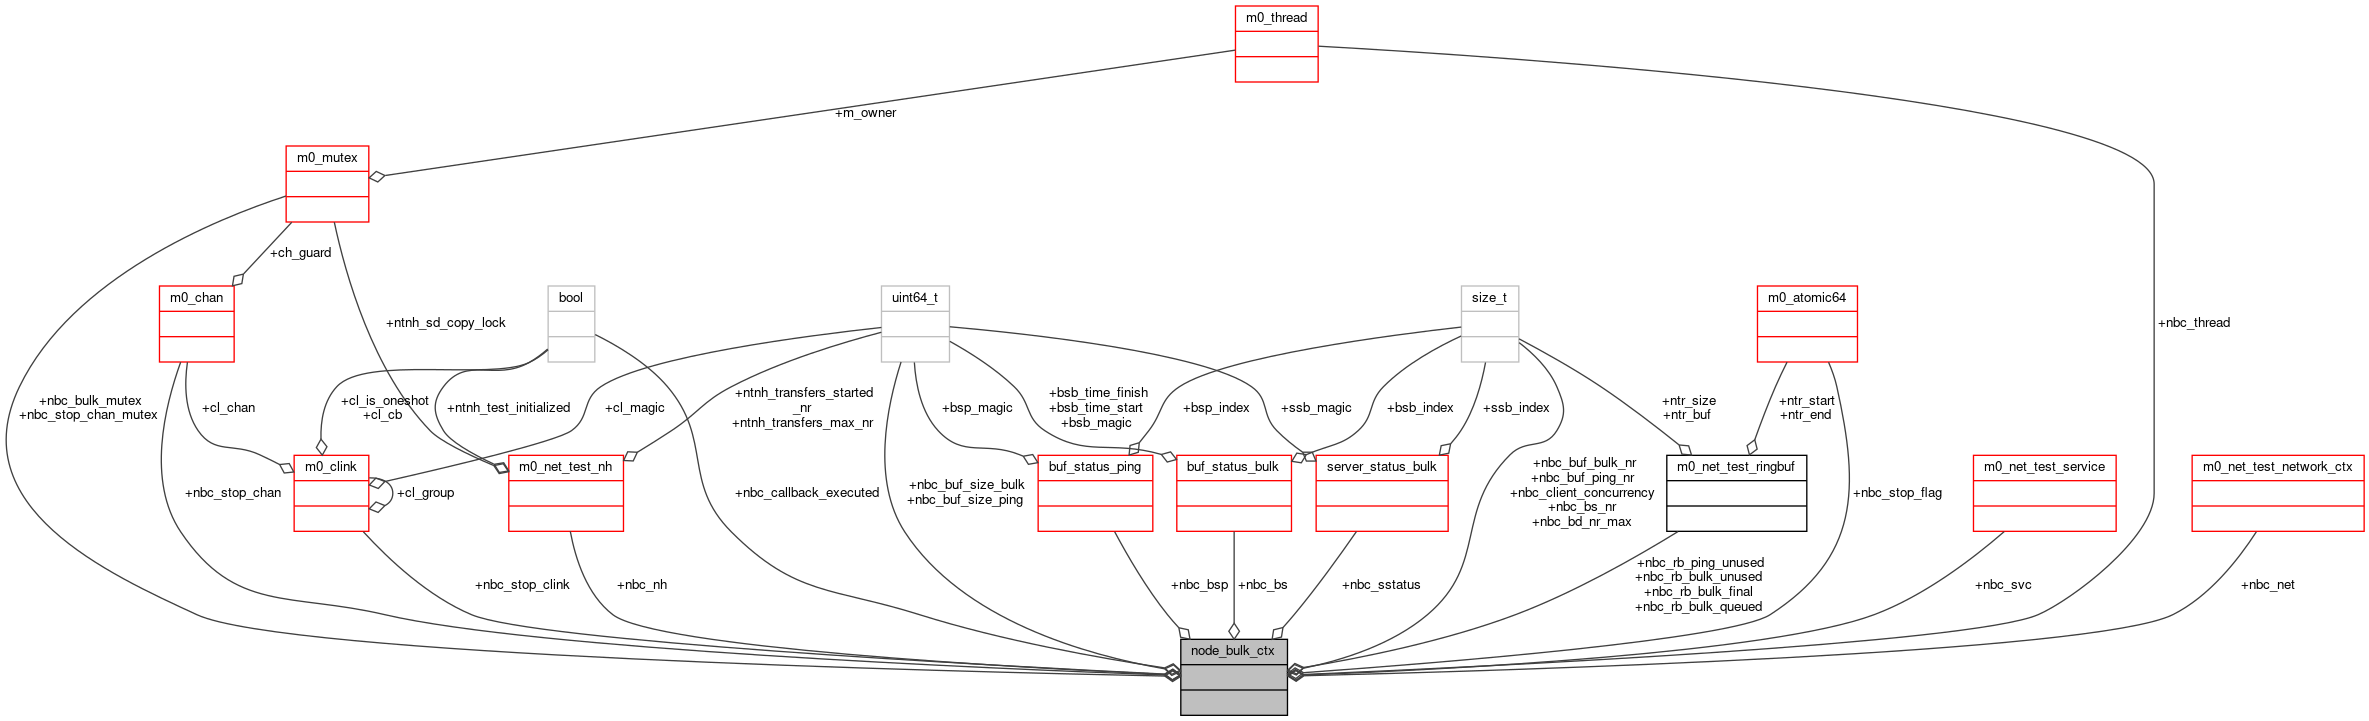 m0_thread
+m_owner
m0_mutex
+ch_guard
m0_chan
bool
uint64_t
size_t
m0_atomic64
+ntnh_sd_copy_lock
+nbc_thread
+nbc_bulk_mutex
+nbc_stop_chan_mutex
+cl_chan
+cl_is_oneshot
+cl_cb
+ntnh_test_initialized
+cl_magic
+ntnh_transfers_started
_nr
+ntnh_transfers_max_nr
+bsp_magic
+bsb_time_finish
+bsb_time_start
+bsb_magic
+bsp_index
+ssb_magic
+bsb_index
+ssb_index
+ntr_size
+ntr_buf
+ntr_start
+ntr_end
m0_clink
m0_net_test_nh
buf_status_ping
buf_status_bulk
server_status_bulk
m0_net_test_ringbuf
m0_net_test_service
m0_net_test_network_ctx
+nbc_stop_chan
+cl_group
+nbc_callback_executed
+nbc_buf_size_bulk
+nbc_buf_size_ping
+nbc_buf_bulk_nr
+nbc_buf_ping_nr
+nbc_client_concurrency
+nbc_bs_nr
+nbc_bd_nr_max
+nbc_stop_flag
+nbc_stop_clink
+nbc_nh
+nbc_bsp
+nbc_bs
+nbc_sstatus
+nbc_rb_ping_unused
+nbc_rb_bulk_unused
+nbc_rb_bulk_final
+nbc_rb_bulk_queued
+nbc_svc
+nbc_net
node_bulk_ctx